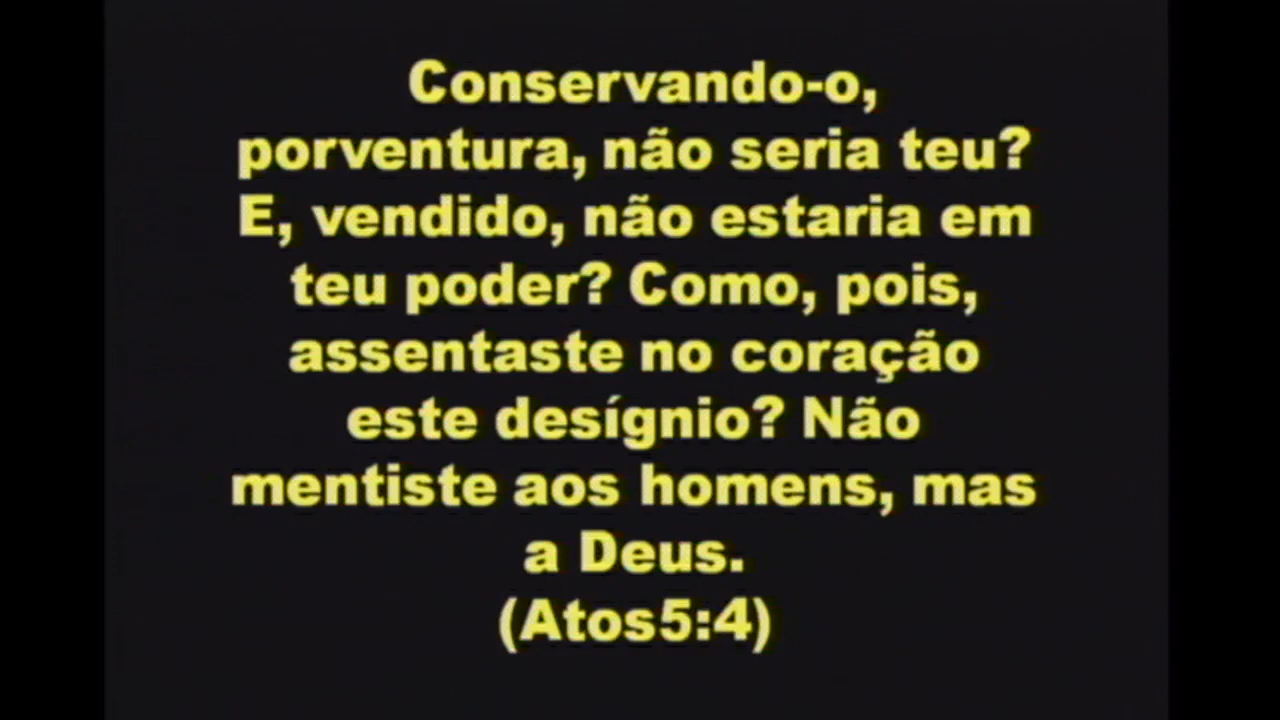 Conservando-o,
porventura, não seria teu?
E, vendido, não estaria em
teu poder? Como, pois,
assentaste no coração
este desígnio? Não
mentiste aos homens, mas
a Deus.
(Atos5:4)